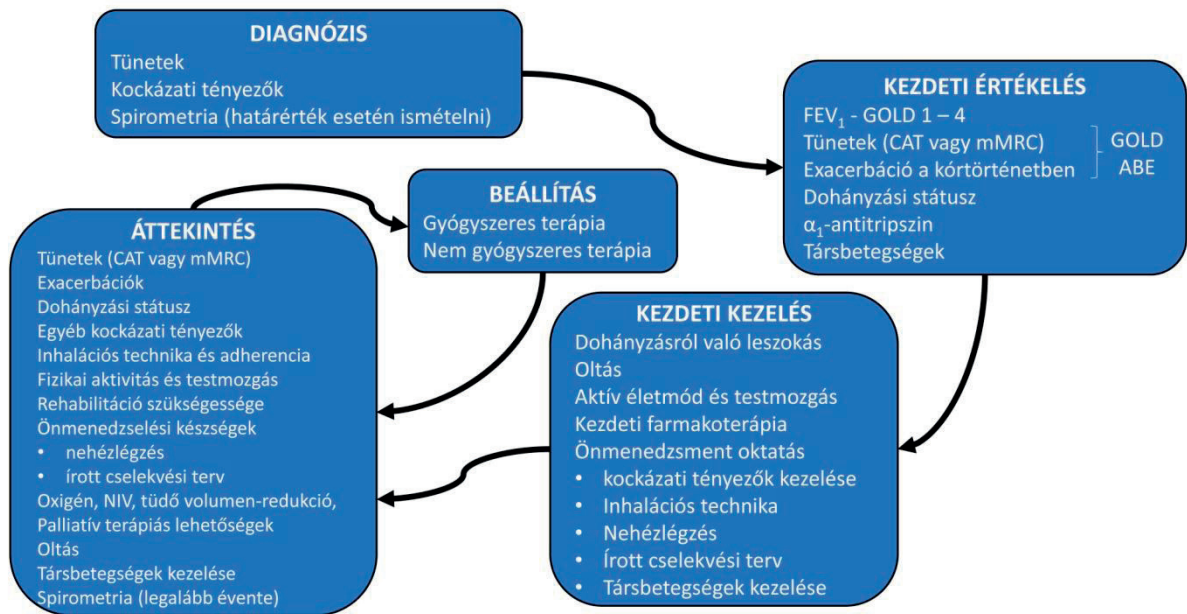 DIAGNÓZIS
Tünetek
Kockázati tényezők
Spirometria (határérték esetén ismételni)
KEZDETI ÉRTÉKELÉS
FEV₁ - GOLD 1 – 4
Tünetek (CAT vagy mMRC)
Exacerbáció a kórtörténetben
GOLD
ABE
Dohányzási státusz
α₁-antitripszin
Társbetegségek
KEZDETI KEZELÉS
Dohányzásról való leszokás
Oltás
Aktív életmód és testmozgás
Kezdeti farmakoterápia
Önmenedzsment oktatás
• kockázati tényezők kezelése
• Inhalációs technika
• Nehézlégzés
• Írott cselekvési terv
• Társbetegségek kezelése
ÁTTEKINTÉS
Tünetek (CAT vagy mMRC)
Exacerbációk
Dohányzási státusz
Egyéb kockázati tényezők
Inhalációs technika és adherencia
Fizikai aktivitás és testmozgás
Rehabilitáció szükségessége
Önmenedzselési készségek
• nehézlégzés
• írott cselekvési terv
Oxigén, NIV, tüdő volumen-redukció,
Palliatív terápiás lehetőségek
Oltás
Társbetegségek kezelése
Spirometria (legalább évente)
BEÁLLÍTÁS
Gyógyszeres terápia
Nem gyógyszeres terápia